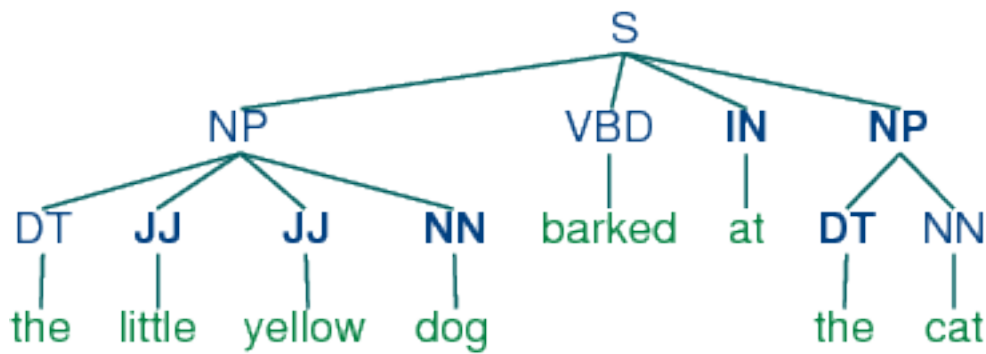 S
NP VBD IN NP
DT JJ JJ NN barked at DT NN
the little yellow dog the cat